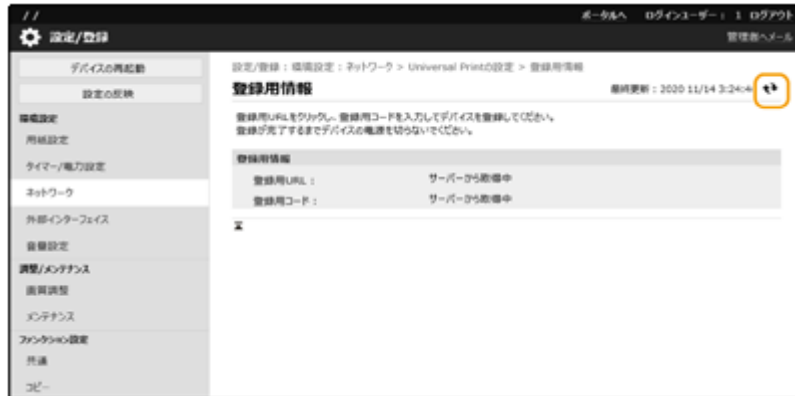 //
ポータルへ ログインユーザー： 1 ログアウト
設定/登録
管理者へメール
デバイスの再起動
設定の反映
環境設定
用紙設定
タイマー/電力設定
ネットワーク
外部インターフェイス
音量設定
調整/メンテナンス
画質調整
メンテナンス
ファンクション設定
共通
コピー
設定/登録 : 環境設定 : ネットワーク > Universal Printの設定 > 登録用情報
登録用情報
最終更新 : 2020 11/14 3:24:4
登録用URLをクリックし、登録用コードを入力してデバイスを登録してください。
登録が完了するまでデバイスの電源を切らないでください。
登録用情報
登録用URL : サーバーから取得中
登録用コード : サーバーから取得中